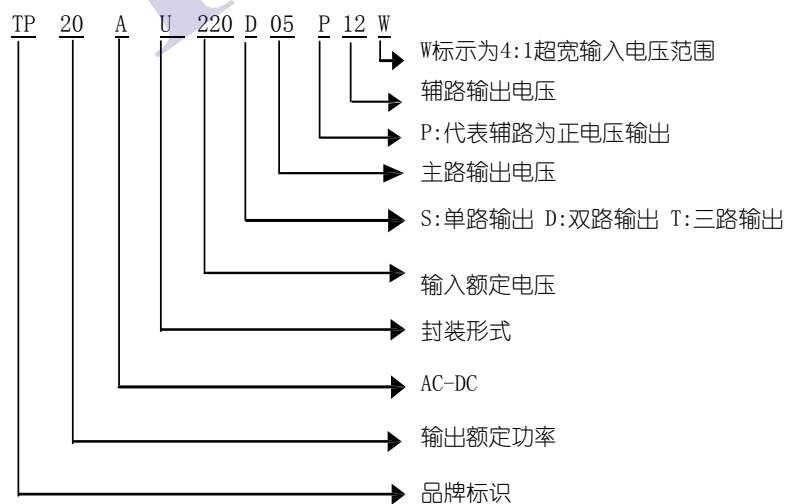 TP 20 A U 220 D 05 P 12 W
W标示为4:1超宽输入电压范围
辅路输出电压
P:代表辅路为正电压输出
主路输出电压
S:单路输出 D:双路输出 T:三路输出
输入额定电压
封装形式
AC-DC
输出额定功率
品牌标识